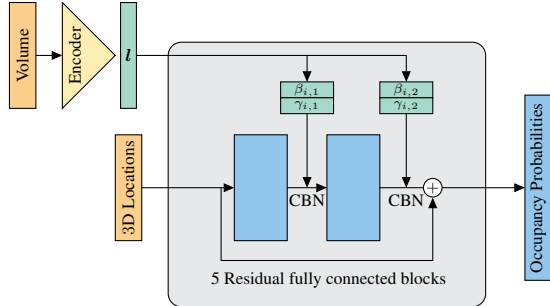 Volume
Encoder
l
β_{i,1}
γ_{i,1}
β_{i,2}
γ_{i,2}
3D Locations
CBN
CBN
+
Occupancy Probabilities
5 Residual fully connected blocks